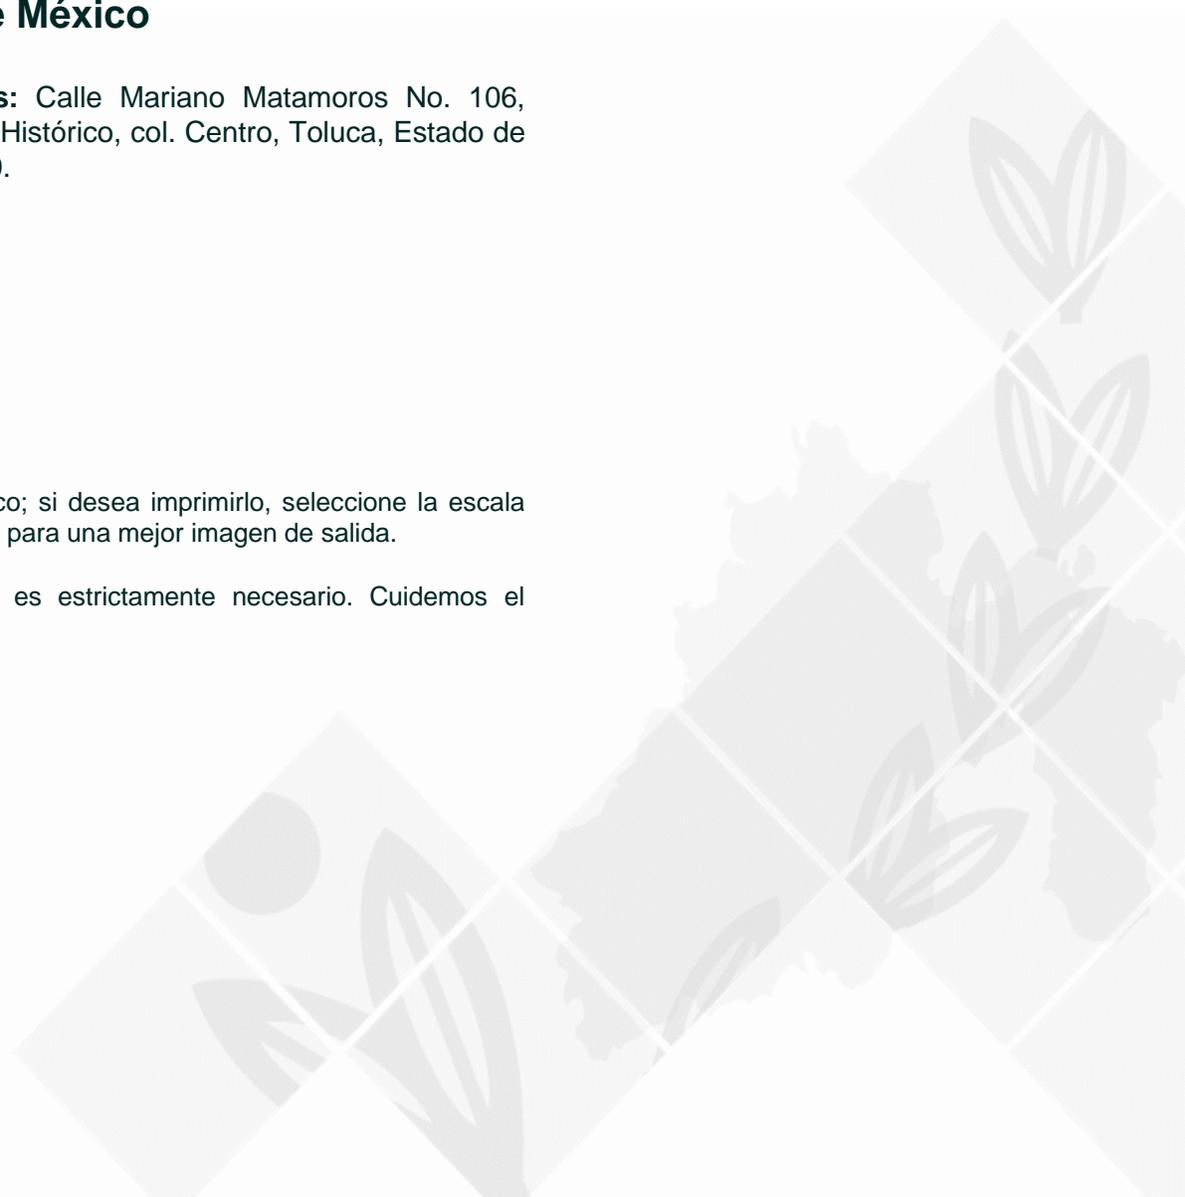 e México
s: Calle Mariano Matamoros No. 106,
Histórico, col. Centro, Toluca, Estado de
).
co; si desea imprimirlo, seleccione la escala
para una mejor imagen de salida.
es estrictamente necesario. Cuidemos el